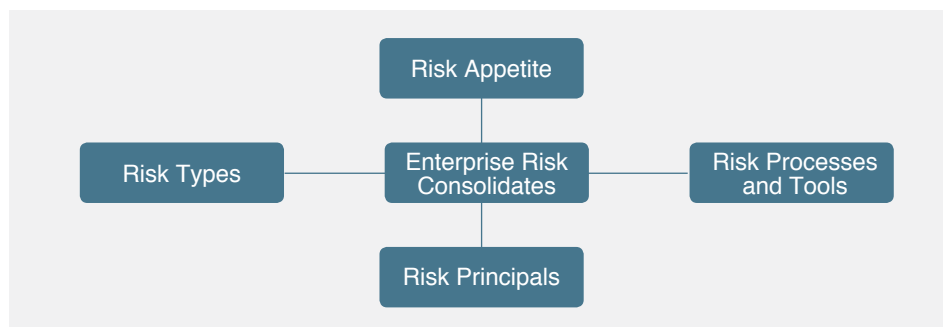 Risk Appetite
Risk Types
Enterprise Risk
Consolidates
Risk Processes
and Tools
Risk Principals